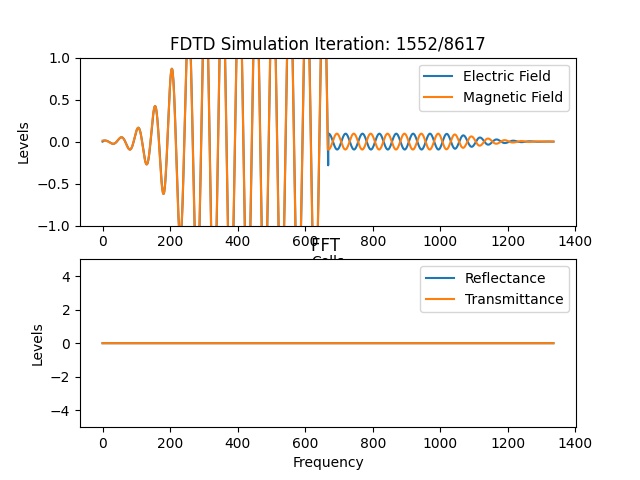 FDTD Simulation Iteration: 1552/8617
1.0
0.5
0.0
−0.5
−1.0
Levels
Electric Field
Magnetic Field
0 200 400 600 800 1000 1200 1400
Cells
FFT
4
2
0
−2
−4
Levels
Reflectance
Transmittance
0 200 400 600 800 1000 1200 1400
Frequency